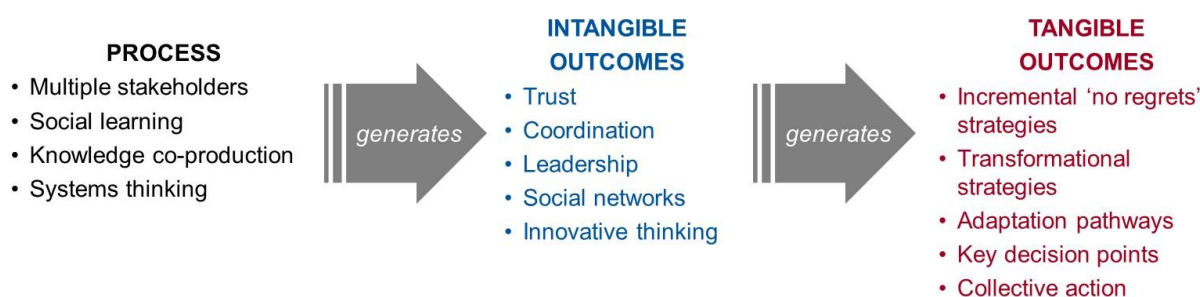 PROCESS
• Multiple stakeholders
• Social learning
• Knowledge co-production
• Systems thinking
generates
INTANGIBLE
OUTCOMES
• Trust
• Coordination
• Leadership
• Social networks
• Innovative thinking
generates
TANGIBLE
OUTCOMES
• Incremental ‘no regrets’
strategies
• Transformational
strategies
• Adaptation pathways
• Key decision points
• Collective action